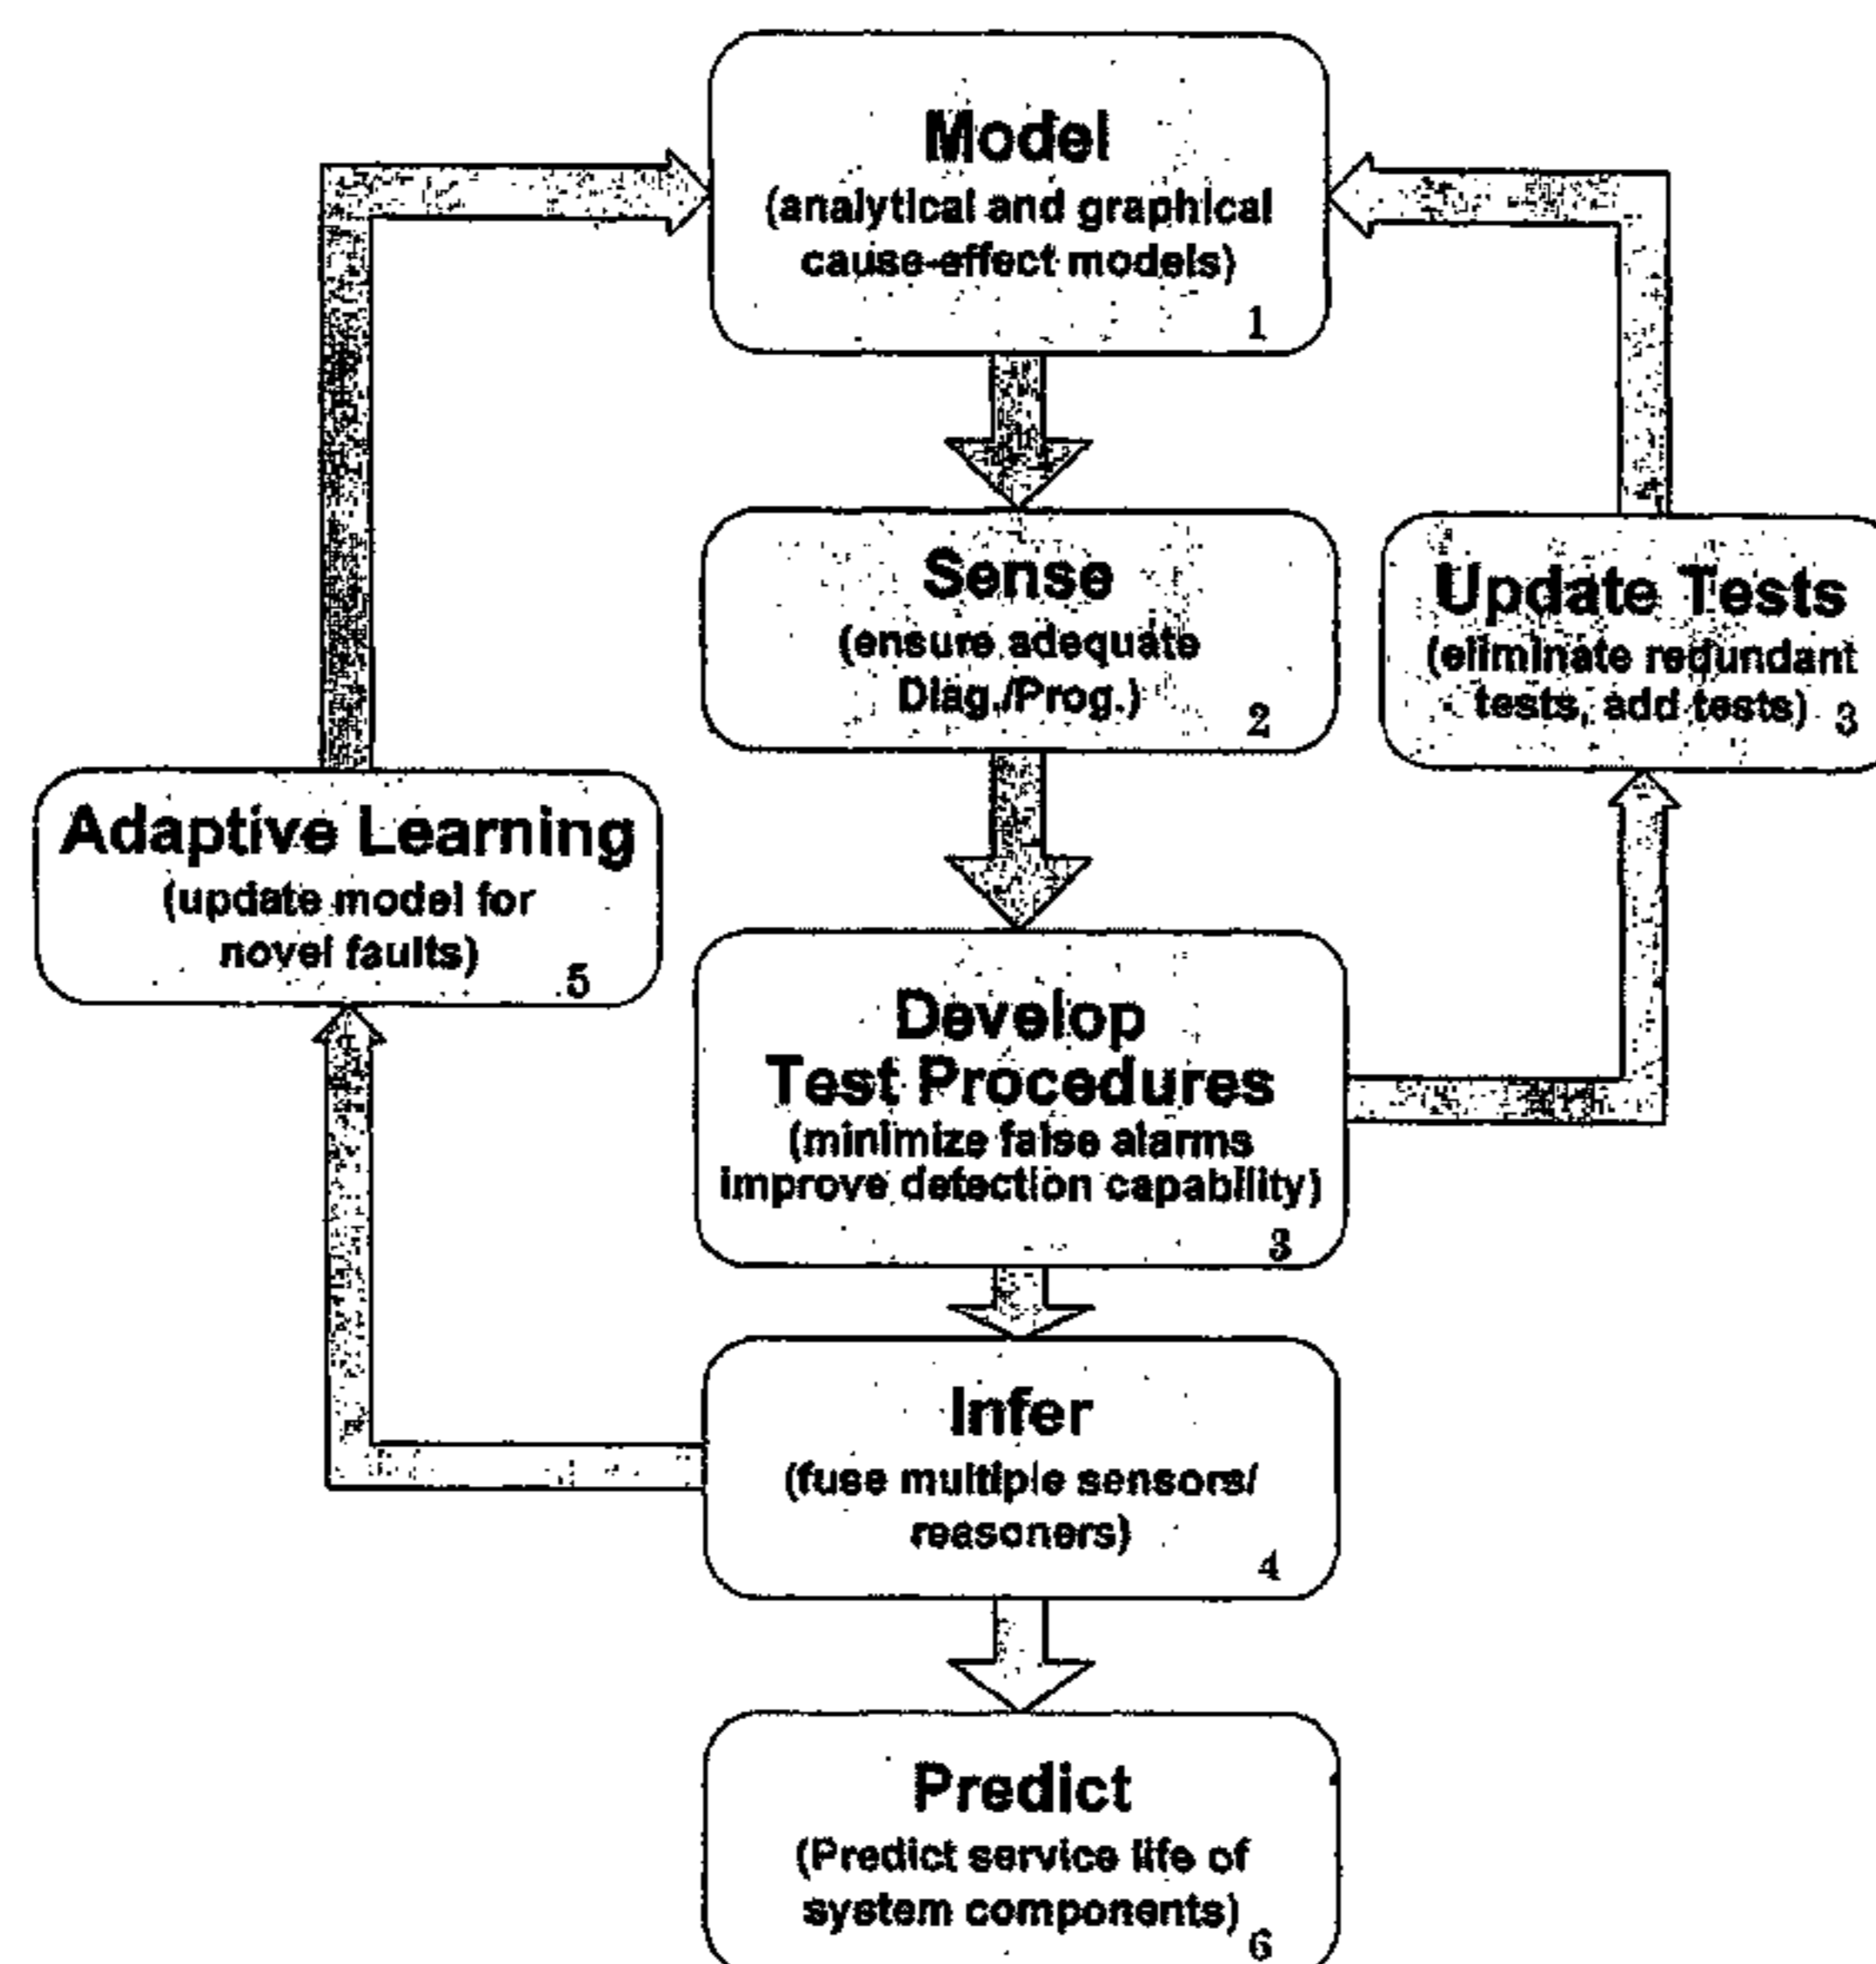 Model
(analytical and graphical
cause-effect models)
1
Sense
(ensure adequate
Diag./Prog.)
2
Update Tests
(eliminate redundant
tests, add tests)
3
Adaptive Learning
(update model for
novel faults)
5
Develop
Test Procedures
(minimize false alarms
improve detection capability)
3
Infer
(fuse multiple sensors/
reasoners)
4
Predict
(Predict service life of
system components)
6